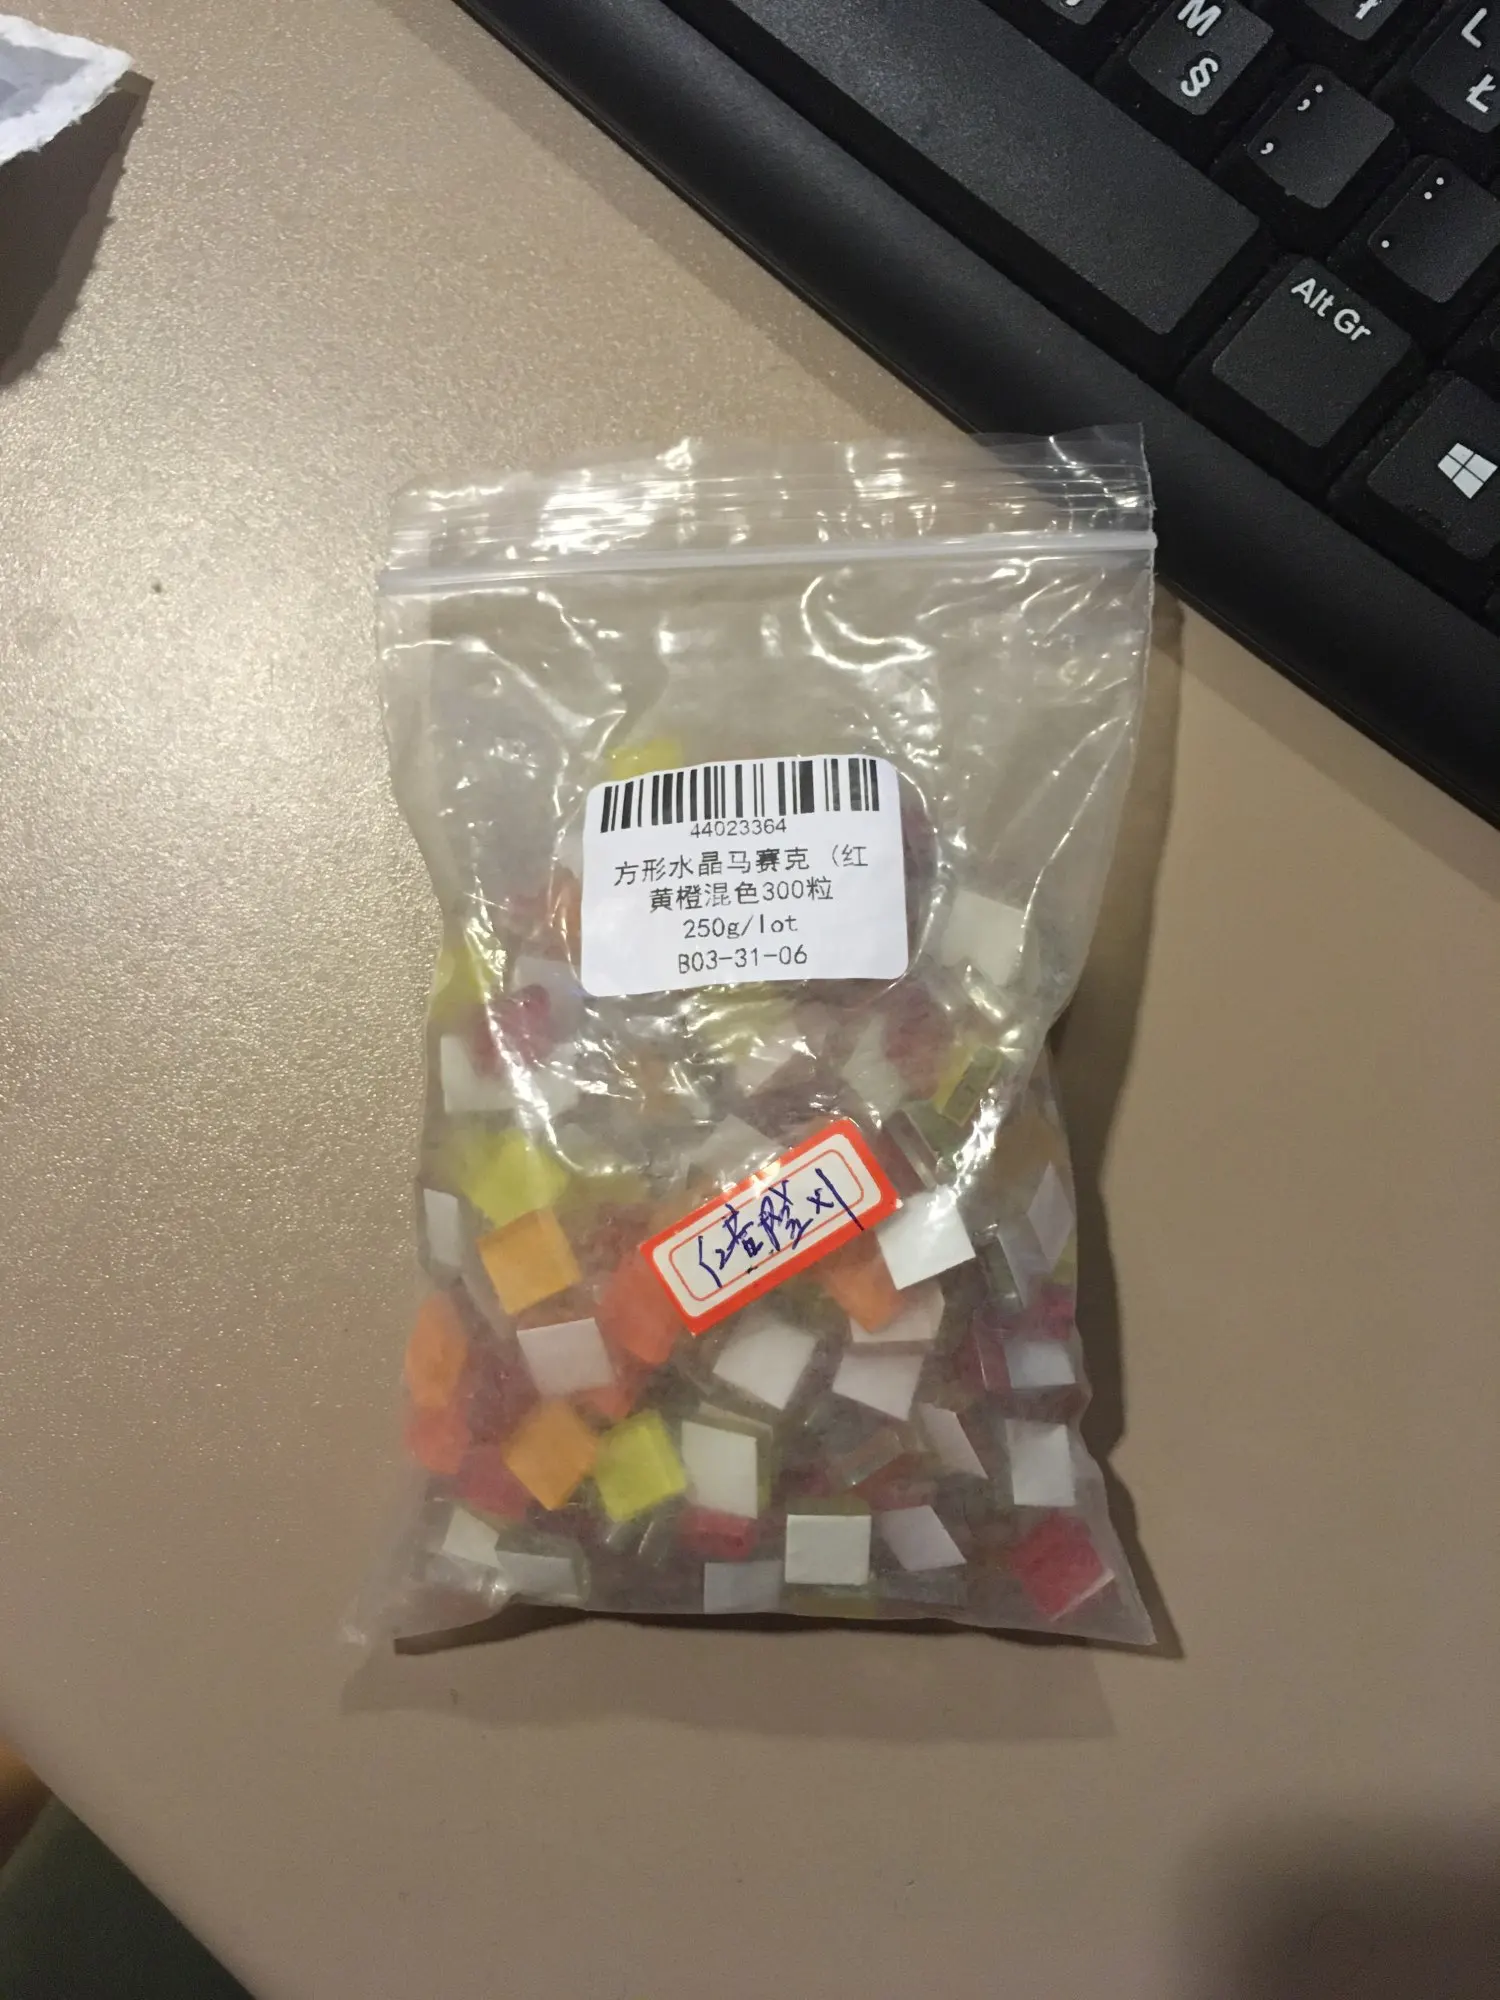 M
§
L
Ł
;
,
:
.
Alt Gr
44023364
方形水晶马赛克（红
黄橙混色300粒
250g/lot
B03-31-06
红黄橙×1